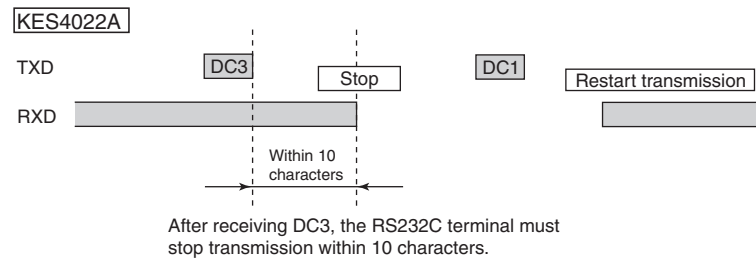 KES4022A
TXD
DC3
Stop
DC1
Restart transmission
RXD
Within 10
characters
After receiving DC3, the RS232C terminal must
stop transmission within 10 characters.